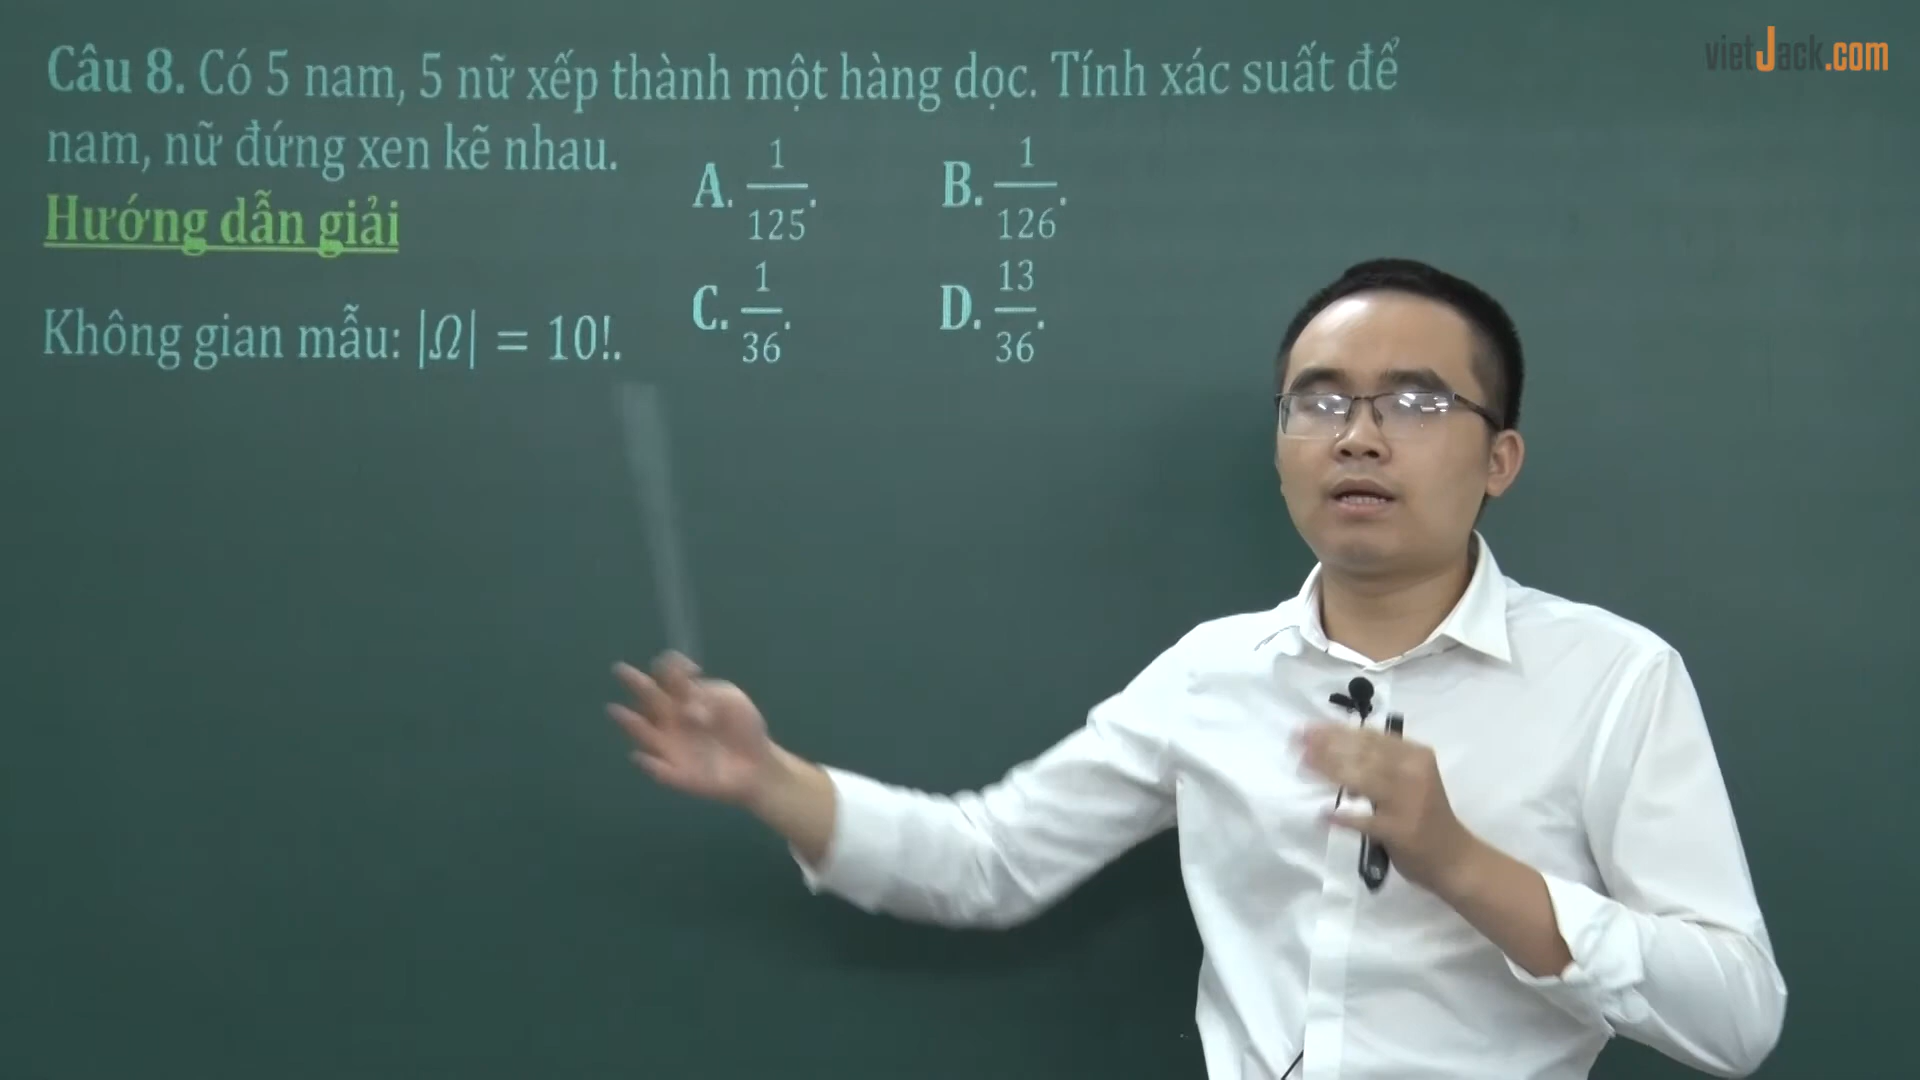 vietJack.com
Câu 8. Có 5 nam, 5 nữ xếp thành một hàng dọc. Tính xác suất để
nam, nữ đứng xen kẽ nhau.
A. 1/125. B. 1/126.
Hướng dẫn giải
C. 1/36. D. 13/36.
Không gian mẫu: |Ω| = 10!.